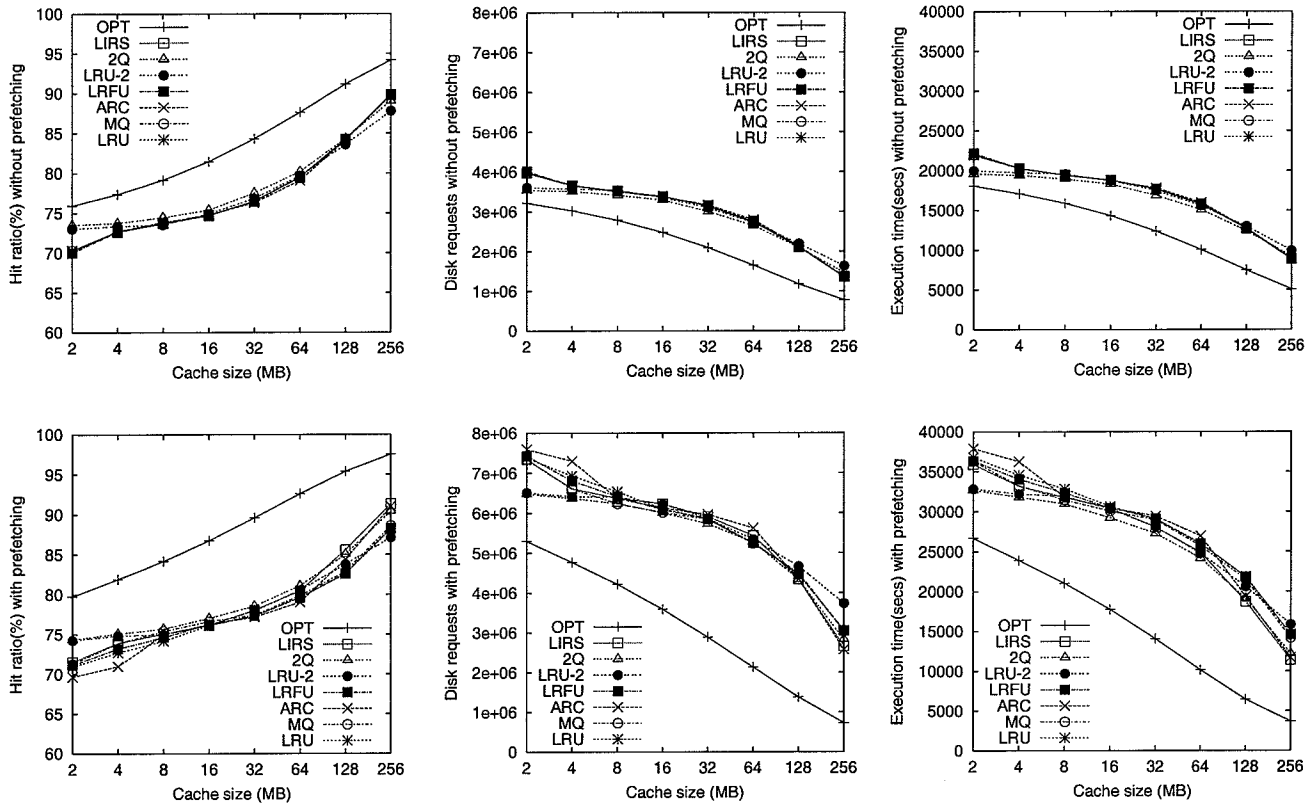 Hit ratio(%) without prefetching
100
95
90
85
80
75
70
65
60
OPT
LIRS
2Q
LRU-2
LRFU
ARC
MQ
LRU
2 4 8 16 32 64 128 256
Cache size (MB)
Disk requests without prefetching
8e+06
7e+06
6e+06
5e+06
4e+06
3e+06
2e+06
1e+06
0
OPT
LIRS
2Q
LRU-2
LRFU
ARC
MQ
LRU
2 4 8 16 32 64 128 256
Cache size (MB)
Execution time(secs) without prefetching
40000
35000
30000
25000
20000
15000
10000
5000
0
OPT
LIRS
2Q
LRU-2
LRFU
ARC
MQ
LRU
2 4 8 16 32 64 128 256
Cache size (MB)
Hit ratio(%) with prefetching
100
95
90
85
80
75
70
65
60
OPT
LIRS
2Q
LRU-2
LRFU
ARC
MQ
LRU
2 4 8 16 32 64 128 256
Cache size (MB)
Disk requests with prefetching
8e+06
7e+06
6e+06
5e+06
4e+06
3e+06
2e+06
1e+06
0
OPT
LIRS
2Q
LRU-2
LRFU
ARC
MQ
LRU
2 4 8 16 32 64 128 256
Cache size (MB)
Execution time(secs) with prefetching
40000
35000
30000
25000
20000
15000
10000
5000
0
OPT
LIRS
2Q
LRU-2
LRFU
ARC
MQ
LRU
2 4 8 16 32 64 128 256
Cache size (MB)